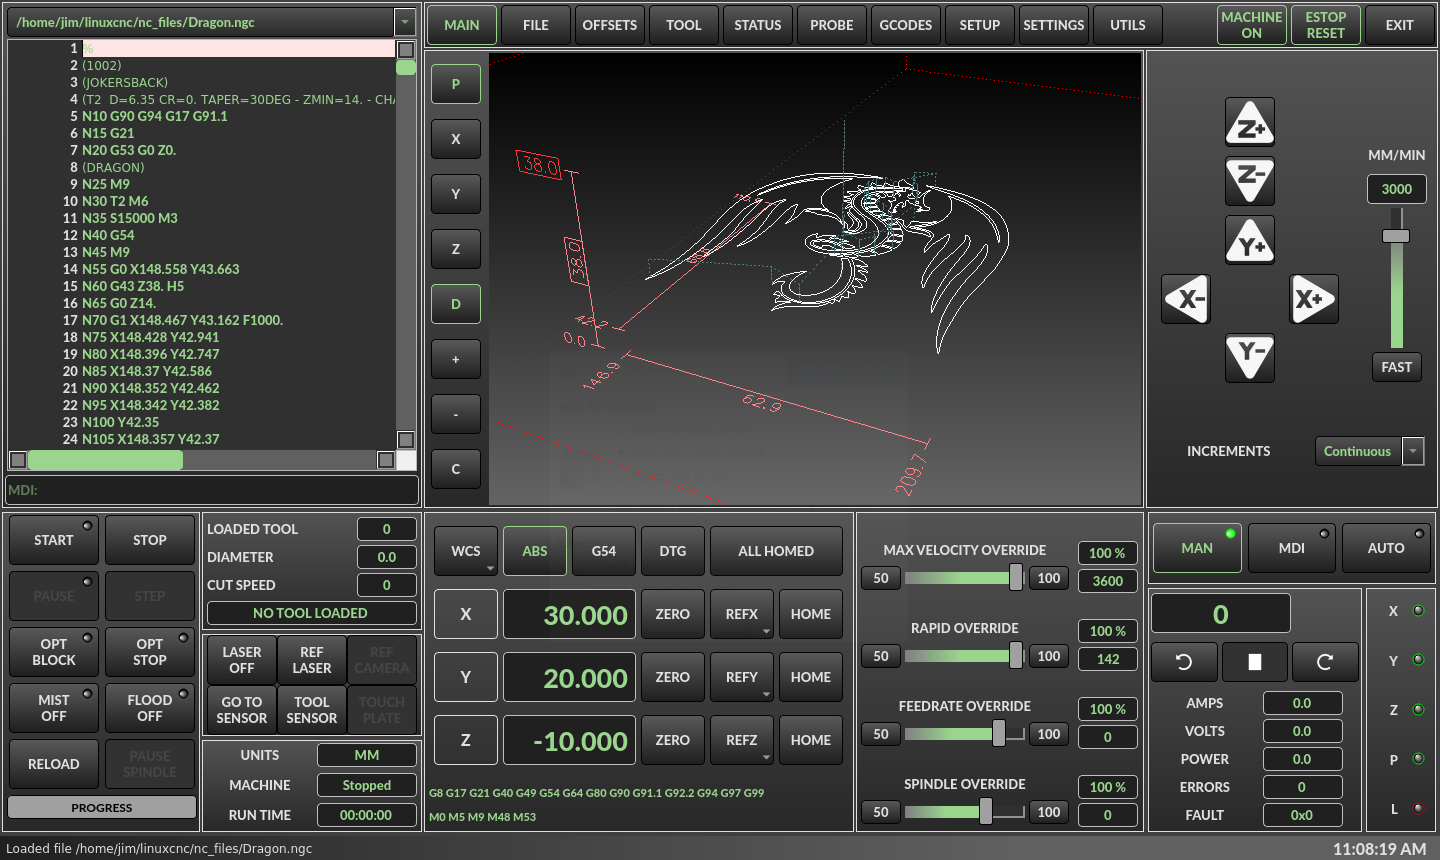 /home/jim/linuxcnc/nc_files/Dragon.ngc
1 %
2 (1002)
3 (JOKERSBACK)
4 (T2  D=6.35 CR=0. TAPER=30DEG - ZMIN=14. - CHA
5 N10 G90 G94 G17 G91.1
6 N15 G21
7 N20 G53 G0 Z0.
8 (DRAGON)
9 N25 M9
10 N30 T2 M6
11 N35 S15000 M3
12 N40 G54
13 N45 M9
14 N55 G0 X148.558 Y43.663
15 N60 G43 Z38. H5
16 N65 G0 Z14.
17 N70 G1 X148.467 Y43.162 F1000.
18 N75 X148.428 Y42.941
19 N80 X148.396 Y42.747
20 N85 X148.37 Y42.586
21 N90 X148.352 Y42.462
22 N95 X148.342 Y42.382
23 N100 Y42.35
24 N105 X148.357 Y42.37
MDI:
MAIN FILE OFFSETS TOOL STATUS PROBE GCODES SETUP SETTINGS UTILS
MACHINE ON
ESTOP RESET
EXIT
P
X
Y
Z
D
+
-
C
38.0
38.0
42.2
0.0
148.9
62.9
209.7
Z+
Z-
Y+
X- X+
Y-
MM/MIN
3000
FAST
INCREMENTS Continuous
START STOP
PAUSE STEP
OPT BLOCK
OPT STOP
MIST OFF
FLOOD OFF
RELOAD
PAUSE SPINDLE
PROGRESS
LOADED TOOL 0
DIAMETER 0.0
CUT SPEED 0
NO TOOL LOADED
LASER OFF
REF LASER
REF CAMERA
GO TO SENSOR
TOOL SENSOR
TOUCH PLATE
UNITS MM
MACHINE Stopped
RUN TIME 00:00:00
WCS ABS G54 DTG ALL HOMED
X 30.000 ZERO REFX HOME
Y 20.000 ZERO REFY HOME
Z -10.000 ZERO REFZ HOME
G8 G17 G21 G40 G49 G54 G64 G80 G90 G91.1 G92.2 G94 G97 G99
M0 M5 M9 M48 M53
MAX VELOCITY OVERRIDE 100 %
50 100 3600
RAPID OVERRIDE 100 %
50 100 142
FEEDRATE OVERRIDE 100 %
50 100 0
SPINDLE OVERRIDE 100 %
50 100 0
MAN MDI AUTO
0
AMPS 0.0
VOLTS 0.0
POWER 0.0
ERRORS 0
FAULT 0x0
X
Y
Z
P
L
Loaded file /home/jim/linuxcnc/nc_files/Dragon.ngc
11:08:19 AM